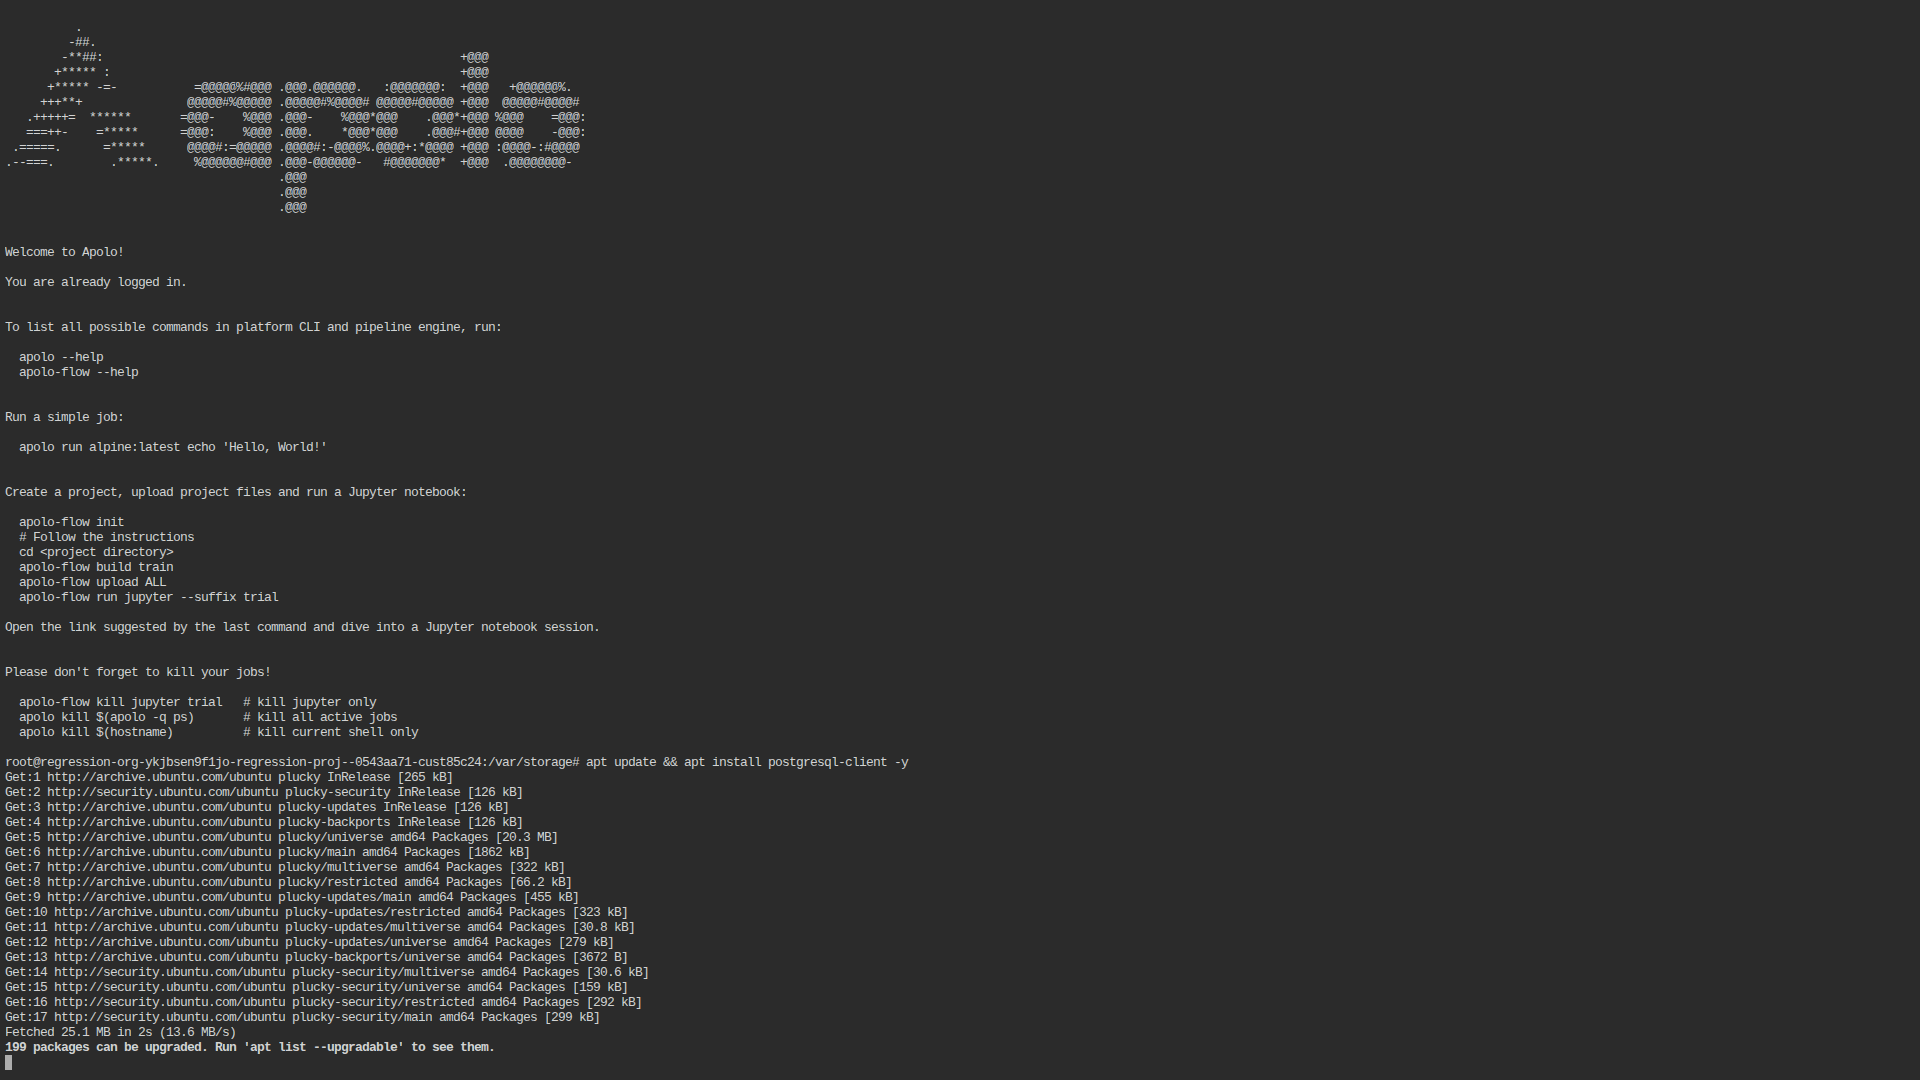 Welcome to Apolo!
You are already logged in.
To list all possible commands in platform CLI and pipeline engine, run:
apolo --help
apolo-flow --help
Run a simple job:
apolo run alpine:latest echo 'Hello, World!'
Create a project, upload project files and run a Jupyter notebook:
apolo-flow init
# Follow the instructions
cd <project directory>
apolo-flow build train
apolo-flow upload ALL
apolo-flow run jupyter --suffix trial
Open the link suggested by the last command and dive into a Jupyter notebook session.
Please don't forget to kill your jobs!
apolo-flow kill jupyter trial   # kill jupyter only
apolo kill $(apolo -q ps)       # kill all active jobs
apolo kill $(hostname)          # kill current shell only
root@regression-org-ykjbsen9f1jo-regression-proj--0543aa71-cust85c24:/var/storage# apt update && apt install postgresql-client -y
Get:1 http://archive.ubuntu.com/ubuntu plucky InRelease [265 kB]
Get:2 http://security.ubuntu.com/ubuntu plucky-security InRelease [126 kB]
Get:3 http://archive.ubuntu.com/ubuntu plucky-updates InRelease [126 kB]
Get:4 http://archive.ubuntu.com/ubuntu plucky-backports InRelease [126 kB]
Get:5 http://archive.ubuntu.com/ubuntu plucky/universe amd64 Packages [20.3 MB]
Get:6 http://archive.ubuntu.com/ubuntu plucky/main amd64 Packages [1862 kB]
Get:7 http://archive.ubuntu.com/ubuntu plucky/multiverse amd64 Packages [322 kB]
Get:8 http://archive.ubuntu.com/ubuntu plucky/restricted amd64 Packages [66.2 kB]
Get:9 http://archive.ubuntu.com/ubuntu plucky-updates/main amd64 Packages [455 kB]
Get:10 http://archive.ubuntu.com/ubuntu plucky-updates/restricted amd64 Packages [323 kB]
Get:11 http://archive.ubuntu.com/ubuntu plucky-updates/multiverse amd64 Packages [30.8 kB]
Get:12 http://archive.ubuntu.com/ubuntu plucky-updates/universe amd64 Packages [279 kB]
Get:13 http://archive.ubuntu.com/ubuntu plucky-backports/universe amd64 Packages [3672 B]
Get:14 http://security.ubuntu.com/ubuntu plucky-security/multiverse amd64 Packages [30.6 kB]
Get:15 http://security.ubuntu.com/ubuntu plucky-security/universe amd64 Packages [159 kB]
Get:16 http://security.ubuntu.com/ubuntu plucky-security/restricted amd64 Packages [292 kB]
Get:17 http://security.ubuntu.com/ubuntu plucky-security/main amd64 Packages [299 kB]
Fetched 25.1 MB in 2s (13.6 MB/s)
199 packages can be upgraded. Run 'apt list --upgradable' to see them.